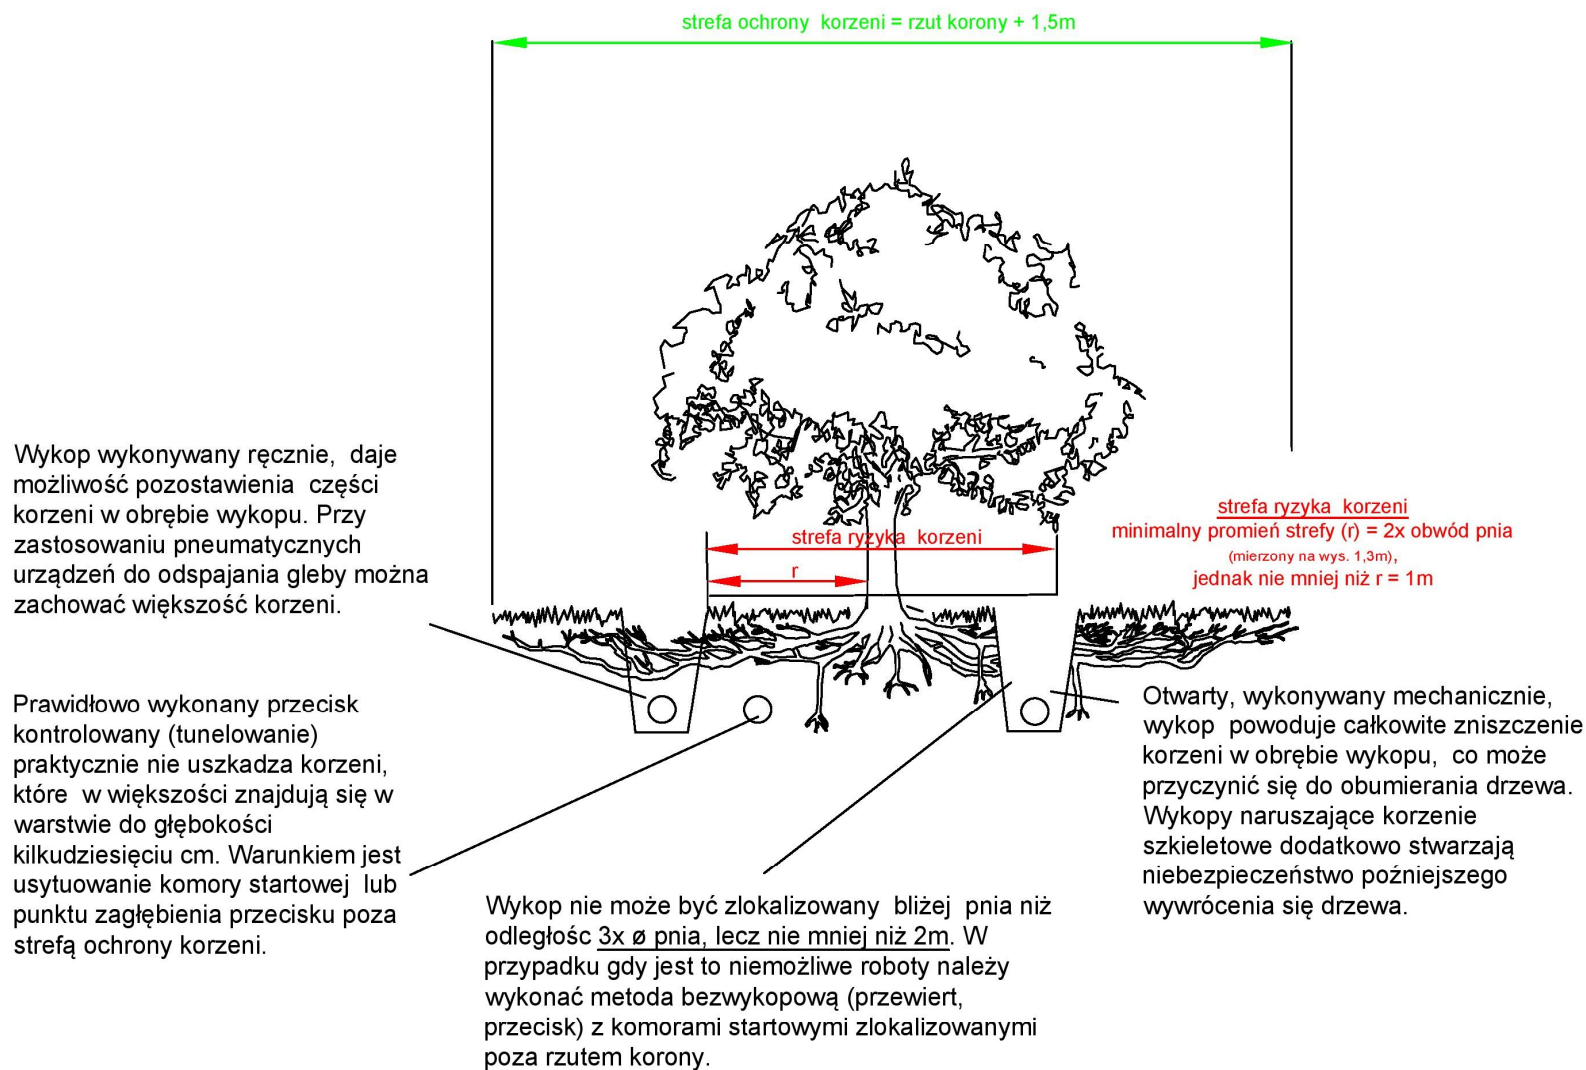 strefa ochrony korzeni = rzut korony + 1,5m
Wykop wykonywany ręcznie, daje
możliwość pozostawienia części
korzeni w obrębie wykopu. Przy
zastosowaniu pneumatycznych
urządzeń do odspajania gleby można
zachować większość korzeni.
strefa ryzyka korzeni
r
strefa ryzyka korzeni
minimalny promień strefy (r) = 2x obwód pnia
(mierzony na wys. 1,3m),
jednak nie mniej niż r = 1m
Prawidłowo wykonany przecisk
kontrolowany (tunelowanie)
praktycznie nie uszkadza korzeni,
które w większości znajdują się w
warstwie do głębokości
kilkudziesięciu cm. Warunkiem jest
usytuowanie komory startowej lub
punktu zagłębienia przecisku poza
strefą ochrony korzeni.
Wykop nie może być zlokalizowany bliżej pnia niż
odległośc 3x ø pnia, lecz nie mniej niż 2m. W
przypadku gdy jest to niemożliwe roboty należy
wykonać metoda bezwykopową (przewiert,
przecisk) z komorami startowymi zlokalizowanymi
poza rzutem korony.
Otwarty, wykonywany mechanicznie,
wykop powoduje całkowite zniszczenie
korzeni w obrębie wykopu, co może
przyczynić się do obumierania drzewa.
Wykopy naruszające korzenie
szkieletowe dodatkowo stwarzają
niebezpieczeństwo poźniejszego
wywrócenia się drzewa.